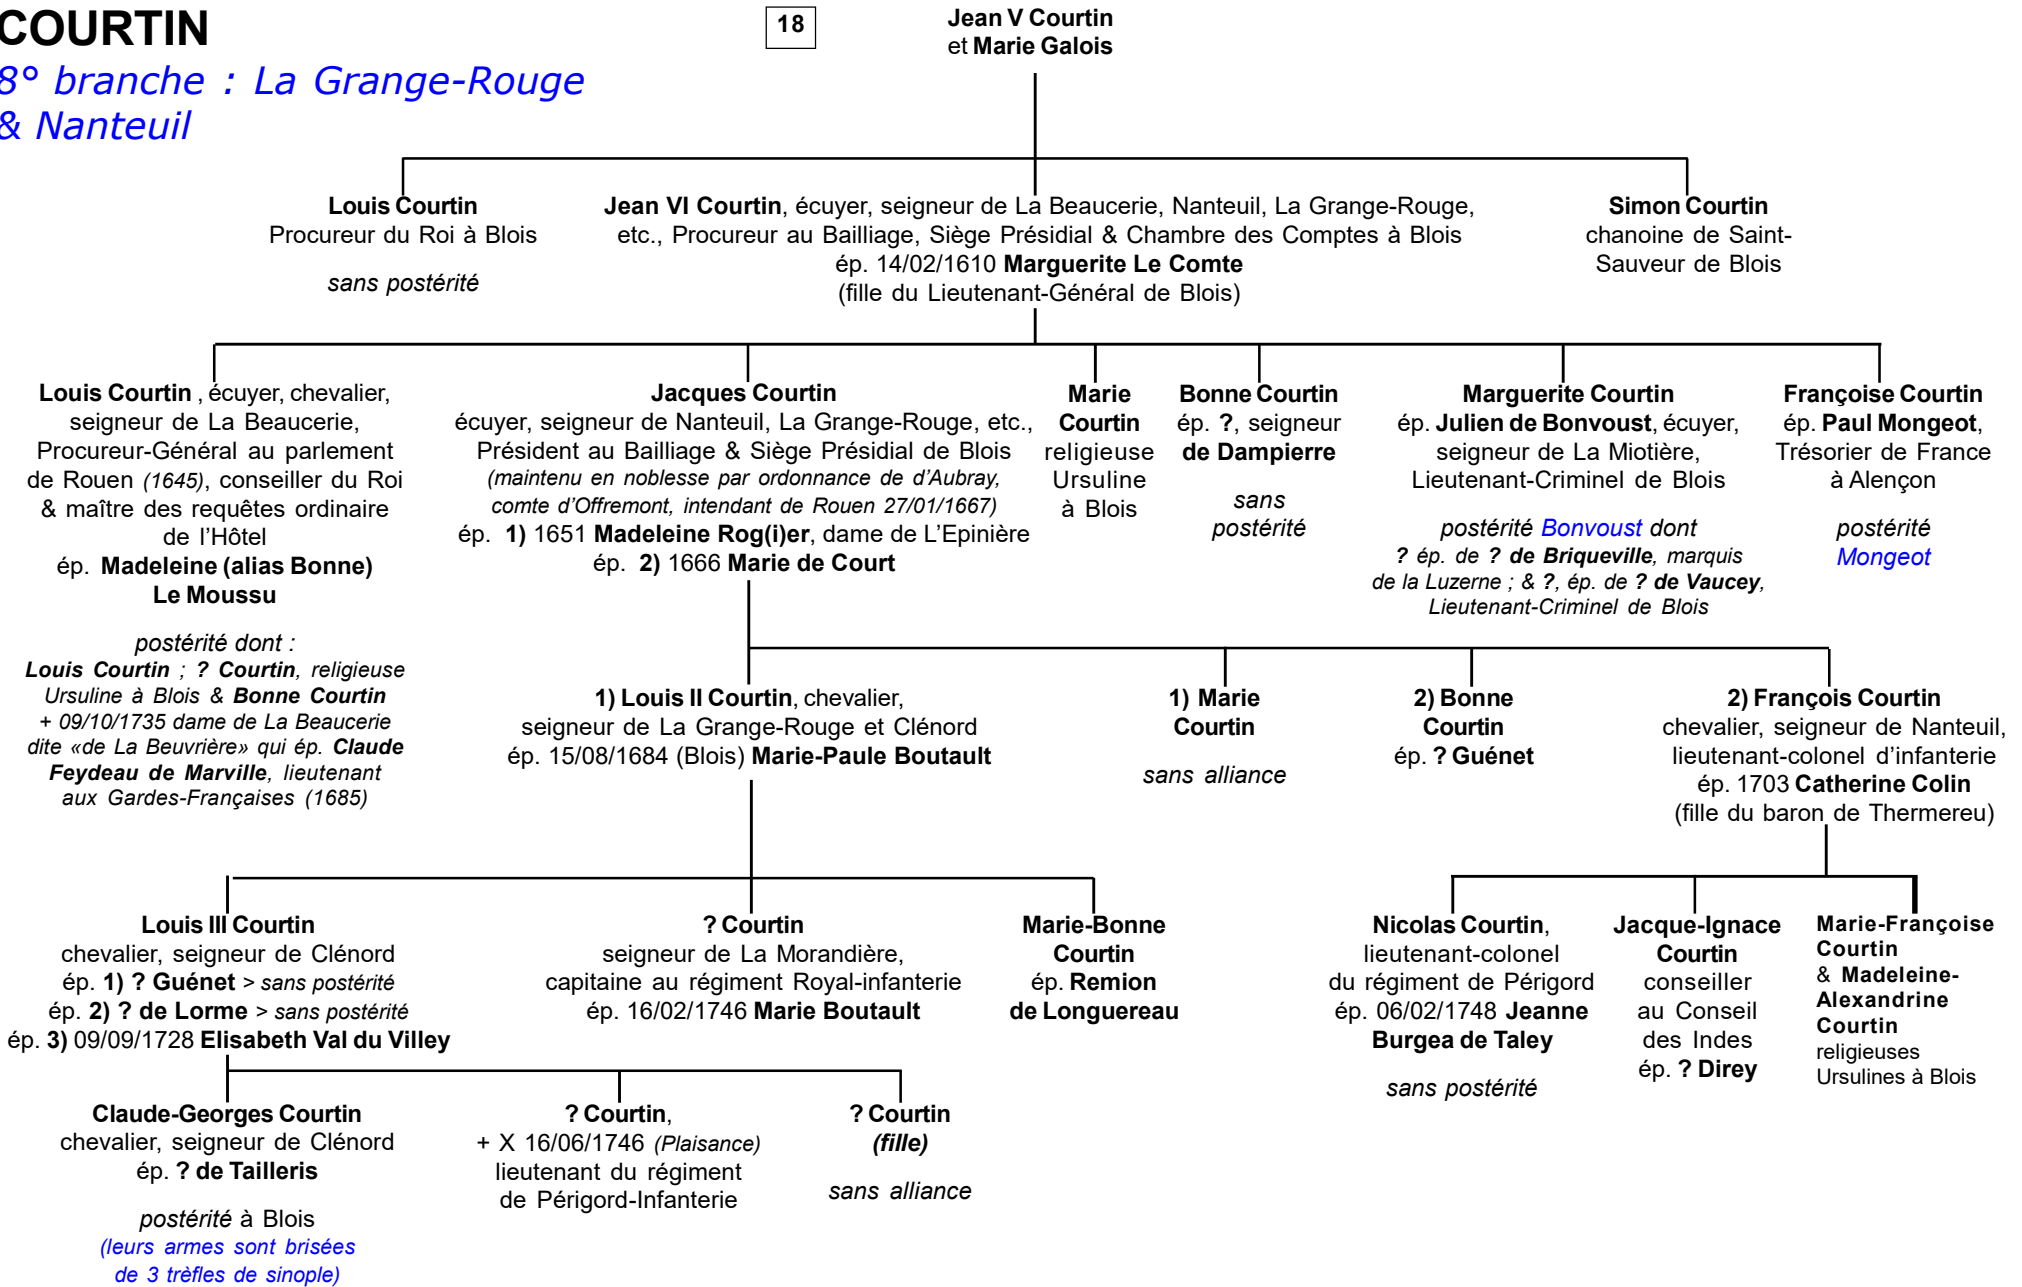 COURTIN
8° branche : La Grange-Rouge
& Nanteuil
18
Jean V Courtin
et Marie Galois
Louis Courtin
Procureur du Roi à Blois
sans postérité
Jean VI Courtin, écuyer, seigneur de La Beaucerie, Nanteuil, La Grange-Rouge,
etc., Procureur au Bailliage, Siège Présidial & Chambre des Comptes à Blois
ép. 14/02/1610 Marguerite Le Comte
(fille du Lieutenant-Général de Blois)
Simon Courtin
chanoine de Saint-
Sauveur de Blois
Louis Courtin , écuyer, chevalier,
seigneur de La Beaucerie,
Procureur-Général au parlement
de Rouen (1645), conseiller du Roi
& maître des requêtes ordinaire
de l'Hôtel
ép. Madeleine (alias Bonne)
Le Moussu
postérité dont :
Louis Courtin ; ? Courtin, religieuse
Ursuline à Blois & Bonne Courtin
+ 09/10/1735 dame de La Beaucerie
dite «de La Beuvrière» qui ép. Claude
Feydeau de Marville, lieutenant
aux Gardes-Françaises (1685)
Jacques Courtin
écuyer, seigneur de Nanteuil, La Grange-Rouge, etc.,
Président au Bailliage & Siège Présidial de Blois
(maintenu en noblesse par ordonnance de d'Aubray,
comte d'Offremont, intendant de Rouen 27/01/1667)
ép. 1) 1651 Madeleine Rog(i)er, dame de L'Epinière
ép. 2) 1666 Marie de Court
Marie
Courtin
religieuse
Ursuline
à Blois
Bonne Courtin
ép. ?, seigneur
de Dampierre
sans
postérité
Marguerite Courtin
ép. Julien de Bonvoust, écuyer,
seigneur de La Miotière,
Lieutenant-Criminel de Blois
postérité Bonvoust dont
? ép. de ? de Briqueville, marquis
de la Luzerne ; & ?, ép. de ? de Vaucey,
Lieutenant-Criminel de Blois
Françoise Courtin
ép. Paul Mongeot,
Trésorier de France
à Alençon
postérité
Mongeot
1) Louis II Courtin, chevalier,
seigneur de La Grange-Rouge et Clénord
ép. 15/08/1684 (Blois) Marie-Paule Boutault
1) Marie
Courtin
sans alliance
2) Bonne
Courtin
ép. ? Guénet
2) François Courtin
chevalier, seigneur de Nanteuil,
lieutenant-colonel d'infanterie
ép. 1703 Catherine Colin
(fille du baron de Thermereu)
Louis III Courtin
chevalier, seigneur de Clénord
ép. 1) ? Guénet > sans postérité
ép. 2) ? de Lorme > sans postérité
ép. 3) 09/09/1728 Elisabeth Val du Villey
? Courtin
seigneur de La Morandière,
capitaine au régiment Royal-infanterie
ép. 16/02/1746 Marie Boutault
Marie-Bonne
Courtin
ép. Remion
de Longuereau
Nicolas Courtin,
lieutenant-colonel
du régiment de Périgord
ép. 06/02/1748 Jeanne
Burgea de Taley
sans postérité
Jacque-Ignace
Courtin
conseiller
au Conseil
des Indes
ép. ? Direy
Marie-Françoise
Courtin
& Madeleine-
Alexandrine
Courtin
religieuses
Ursulines à Blois
Claude-Georges Courtin
chevalier, seigneur de Clénord
ép. ? de Tailleris
postérité à Blois
(leurs armes sont brisées
de 3 trèfles de sinople)
? Courtin,
+ X 16/06/1746 (Plaisance)
lieutenant du régiment
de Périgord-Infanterie
? Courtin
(fille)
sans alliance